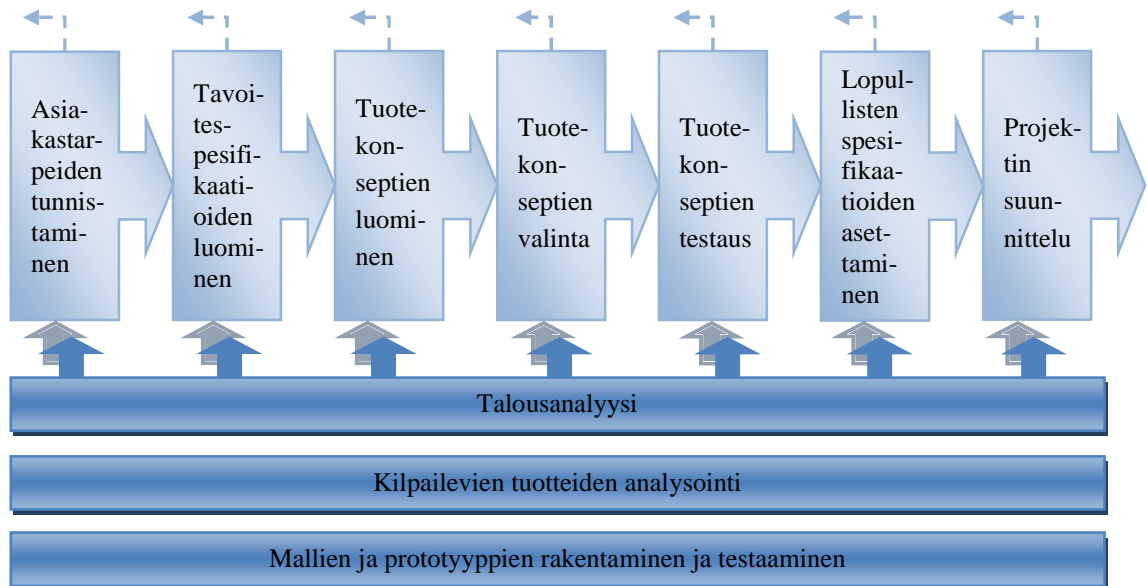 Asia-
kastar-
peiden
tunnis-
tami-
nen
Tavoi-
tes-
pesifi-
kaati-
oiden
luomi-
nen
Tuote-
kon-
septien
luomi-
nen
Tuote-
kon-
septien
valinta
Tuote-
kon-
septien
testaus
Lopul-
listen
spesi-
fikaa-
tioiden
aset-
tami-
nen
Projek-
tin
suun-
nittelu
Talousanalyysi
Kilpailevien tuotteiden analysointi
Mallien ja prototyyppien rakentaminen ja testaaminen